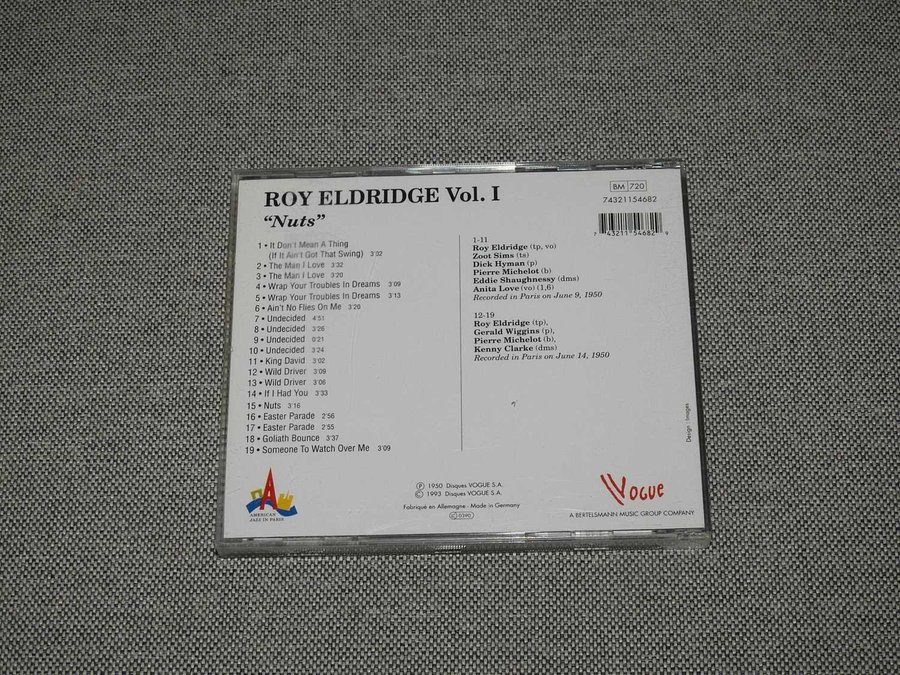 ROY ELDRIDGE Vol. I
“Nuts”
1 • It Don't Mean A Thing
(If It Ain't Got That Swing) 3'02
2 • The Man I Love 3'32
3 • The Man I Love 3'20
4 • Wrap Your Troubles In Dreams 3'09
5 • Wrap Your Troubles In Dreams 3'13
6 • Ain't No Flies On Me 3'20
7 • Undecided 4'51
8 • Undecided 3'26
9 • Undecided 0'21
10 • Undecided 3'24
11 • King David 3'02
12 • Wild Driver 3'09
13 • Wild Driver 3'06
14 • If I Had You 3'33
15 • Nuts 3'16
16 • Easter Parade 2'56
17 • Easter Parade 2'55
18 • Goliath Bounce 3'37
19 • Someone To Watch Over Me 3'09
BM 720
74321154682
7 43211 54682 9
1-11
Roy Eldridge (tp, vo)
Zoot Sims (ts)
Dick Hyman (p)
Pierre Michelot (b)
Eddie Shaughnessy (dms)
Anita Love (vo) (1,6)
Recorded in Paris on June 9, 1950
12-19
Roy Eldridge (tp),
Gerald Wiggins (p),
Pierre Michelot (b),
Kenny Clarke (dms)
Recorded in Paris on June 14, 1950
Design : Images
AMERICAN
JAZZ IN PARIS
Ⓟ 1950 Disques VOGUE S.A.
© 1993 Disques VOGUE S.A.
Fabriqué en Allemagne - Made in Germany
LC 0390
VOGUE
A BERTELSMANN MUSIC GROUP COMPANY